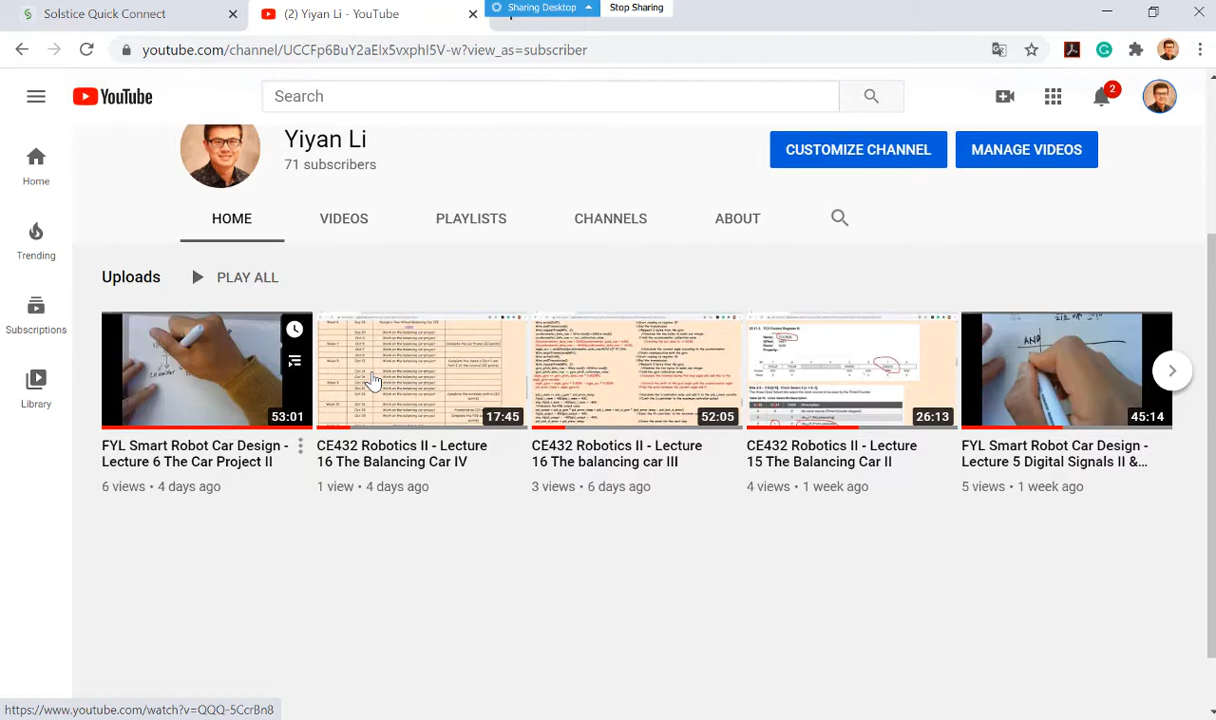 Solstice Quick Connect
(2) Yiyan Li - YouTube
Sharing Desktop
Stop Sharing
youtube.com/channel/UCCFp6BuY2aEIx5vxphI5V-w?view_as=subscriber
YouTube
Search
2
Home
Trending
Subscriptions
Library
Yiyan Li
71 subscribers
CUSTOMIZE CHANNEL
MANAGE VIDEOS
HOME
VIDEOS
PLAYLISTS
CHANNELS
ABOUT
Uploads
PLAY ALL
53:01
FYL Smart Robot Car Design -
Lecture 6 The Car Project II
6 views • 4 days ago
17:45
CE432 Robotics II - Lecture
16 The Balancing Car IV
1 view • 4 days ago
52:05
CE432 Robotics II - Lecture
16 The balancing car III
3 views • 6 days ago
26:13
CE432 Robotics II - Lecture
15 The Balancing Car II
4 views • 1 week ago
AND
45:14
FYL Smart Robot Car Design -
Lecture 5 Digital Signals II &...
5 views • 1 week ago
https://www.youtube.com/watch?v=QQQ-5CcrBn8